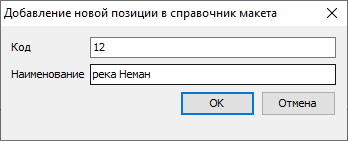 Добавление новой позиции в справочник макета
Код 12
Наименование река Неман
OK Отмена